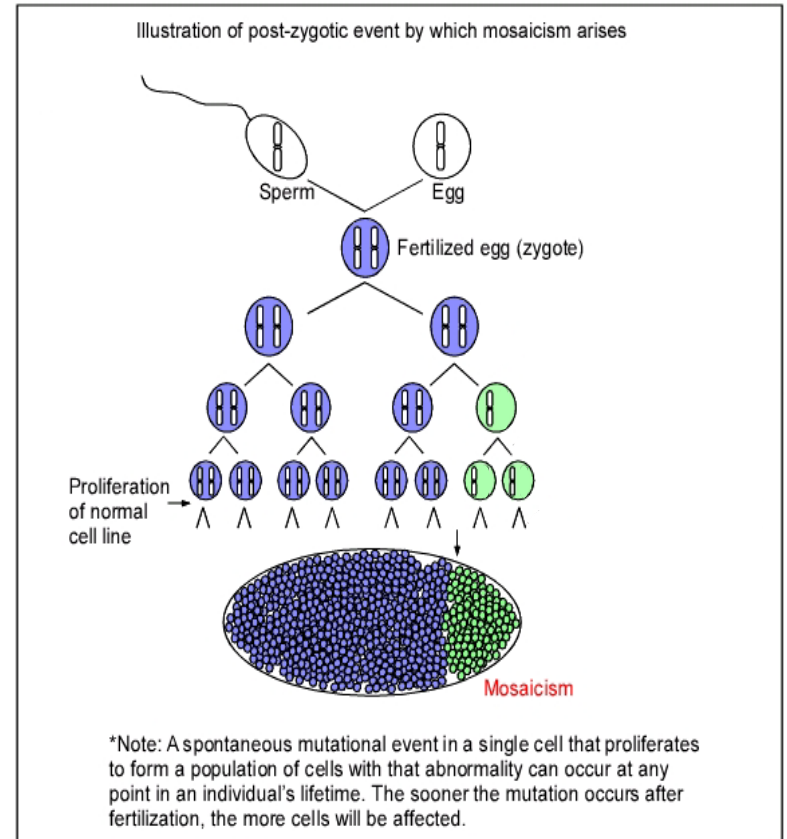 Illustration of post-zygotic event by which mosaicism arises
Sperm
Egg
Fertilized egg (zygote)
Proliferation
of normal
cell line
Mosaicism
*Note: A spontaneous mutational event in a single cell that proliferates
to form a population of cells with that abnormality can occur at any
point in an individual's lifetime. The sooner the mutation occurs after
fertilization, the more cells will be affected.